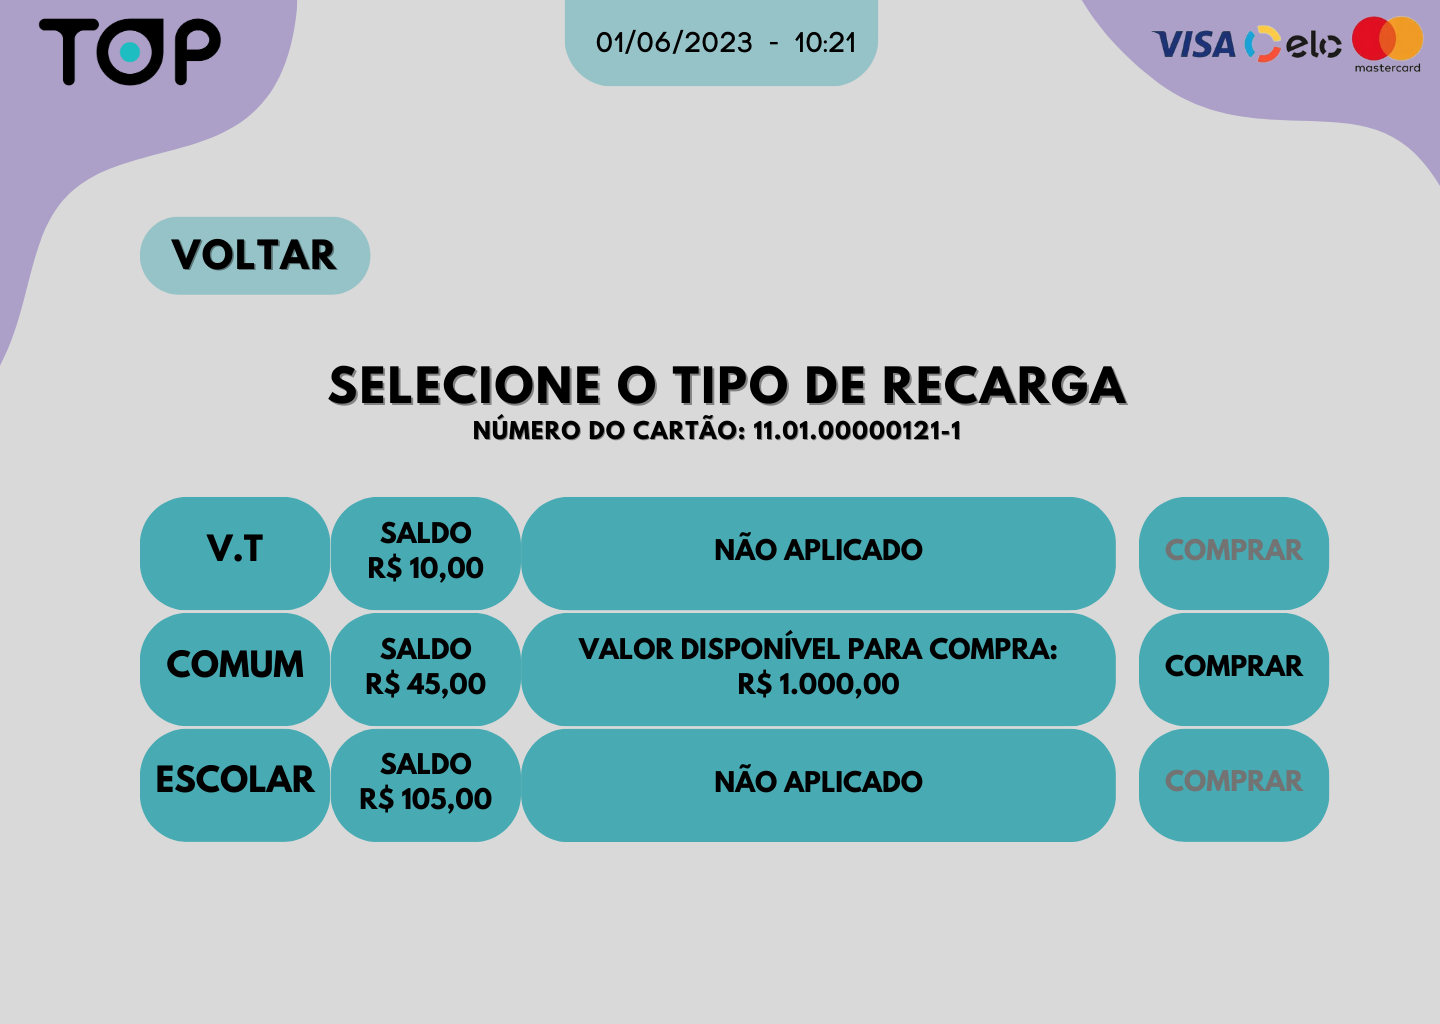 TOP
01/06/2023 - 10:21
VISA elo mastercard
VOLTAR
SELECIONE O TIPO DE RECARGA
NÚMERO DO CARTÃO: 11.01.00000121-1
V.T
SALDO
R$ 10,00
NÃO APLICADO
COMPRAR
COMUM
SALDO
R$ 45,00
VALOR DISPONÍVEL PARA COMPRA:
R$ 1.000,00
COMPRAR
ESCOLAR
SALDO
R$ 105,00
NÃO APLICADO
COMPRAR